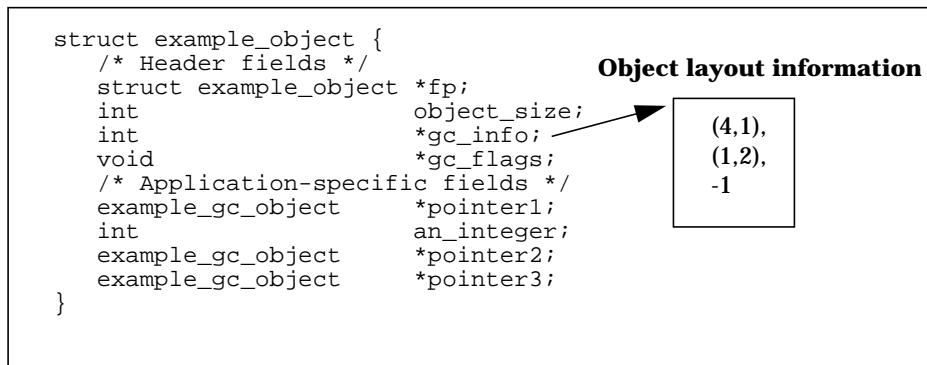 struct example_object {
/* Header fields */
struct example_object *fp;
int object_size;
int *gc_info;
void *gc_flags;
/* Application-specific fields */
example_gc_object *pointer1;
int an_integer;
example_gc_object *pointer2;
example_gc_object *pointer3;
}
Object layout information
(4,1),
(1,2),
-1